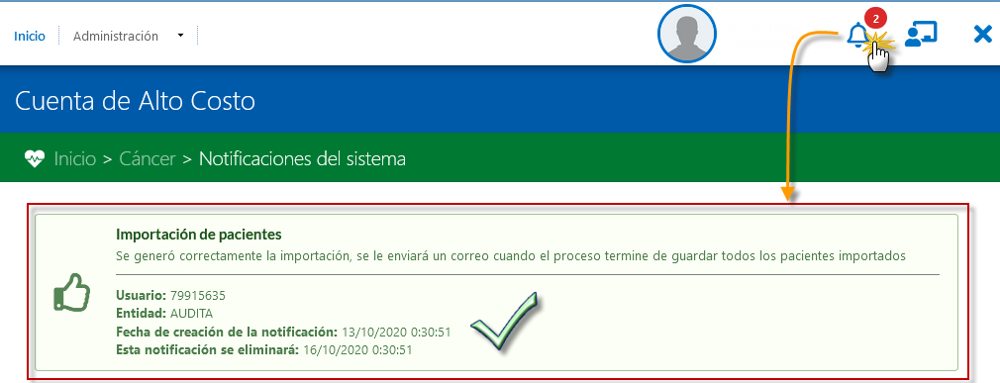 Inicio Administración 2
Cuenta de Alto Costo
Inicio > Cáncer > Notificaciones del sistema
Importación de pacientes
Se generó correctamente la importación, se le enviará un correo cuando el proceso termine de guardar todos los pacientes importados
Usuario: 79915635
Entidad: AUDITA
Fecha de creación de la notificación: 13/10/2020 0:30:51
Esta notificación se eliminará: 16/10/2020 0:30:51